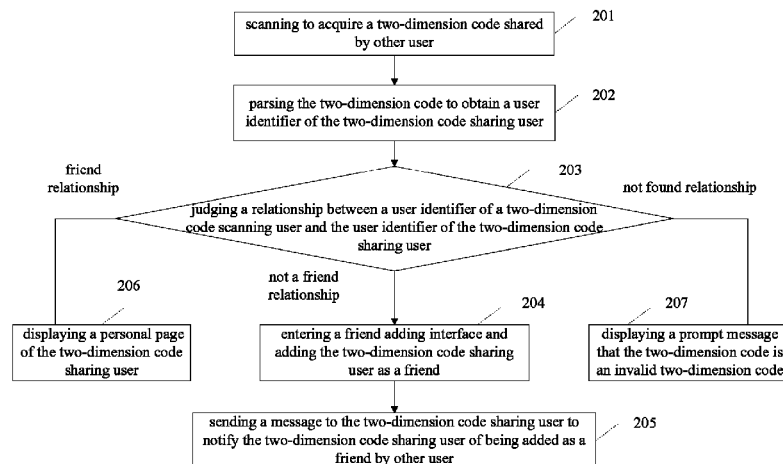 scanning to acquire a two-dimension code shared
by other user
201
parsing the two-dimension code to obtain a user
identifier of the two-dimension code sharing user
202
friend
relationship
203
not found relationship
judging a relationship between a user identifier of a two-dimension
code scanning user and the user identifier of the two-dimension code
sharing user
not a friend
relationship
206
204
207
displaying a personal page
of the two-dimension code
sharing user
entering a friend adding interface and
adding the two-dimension code sharing
user as a friend
displaying a prompt message
that the two-dimension code is
an invalid two-dimension code
sending a message to the two-dimension code sharing user to
notify the two-dimension code sharing user of being added as a
friend by other user
205